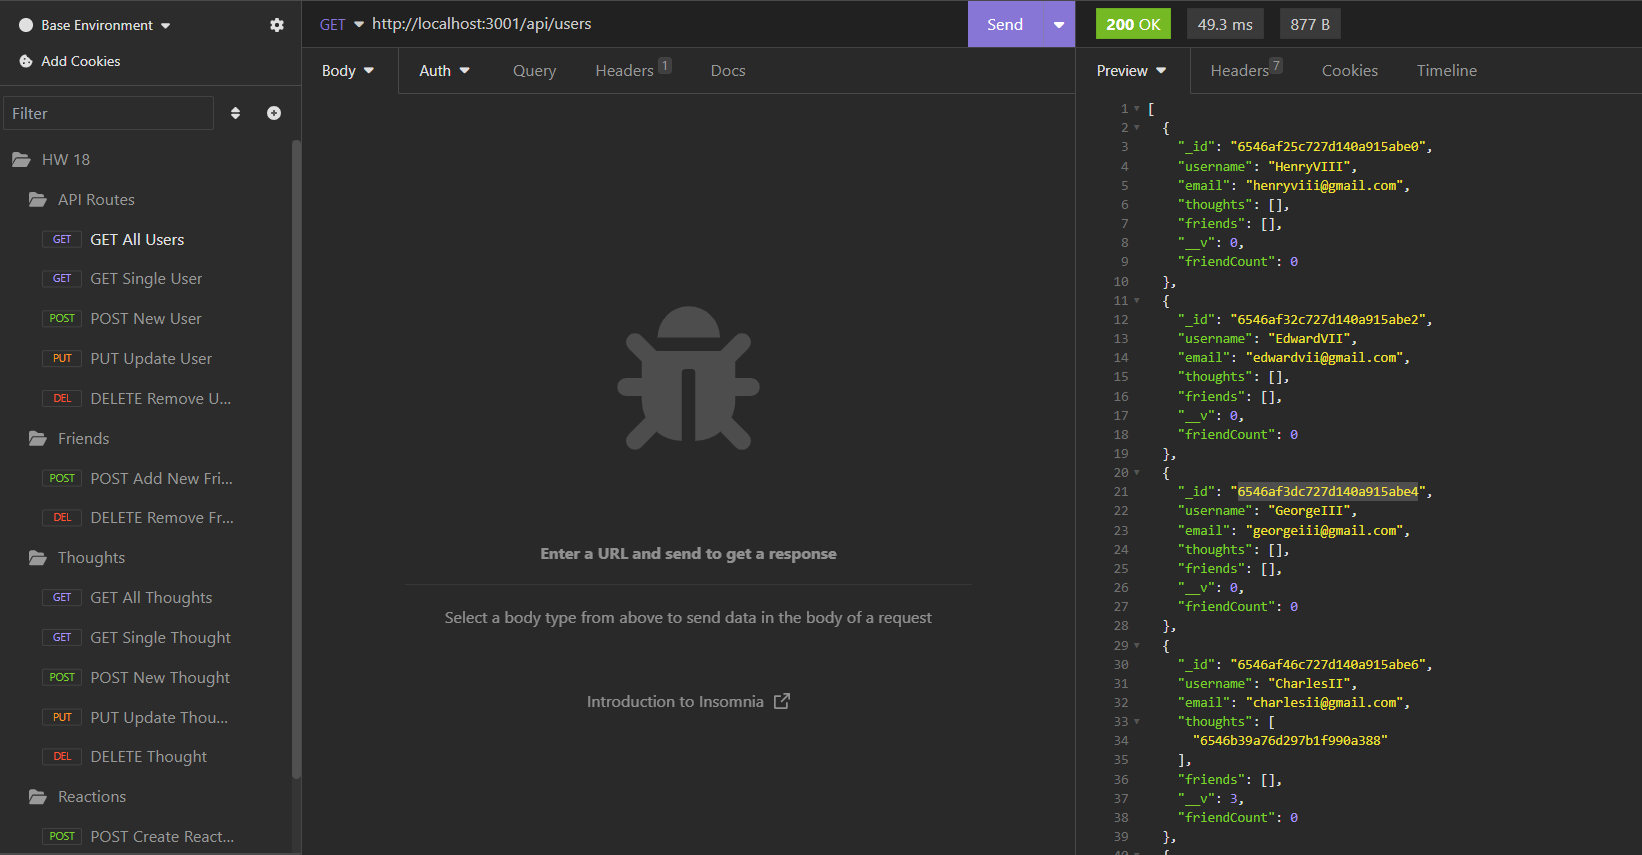 Base Environment
Add Cookies
Filter
HW 18
API Routes
GET GET All Users
GET GET Single User
POST POST New User
PUT PUT Update User
DEL DELETE Remove U...
Friends
POST POST Add New Fri...
DEL DELETE Remove Fr...
Thoughts
GET GET All Thoughts
GET GET Single Thought
POST POST New Thought
PUT PUT Update Thou...
DEL DELETE Thought
Reactions
POST POST Create React...
GET http://localhost:3001/api/users Send
Body Auth Query Headers 1 Docs
Enter a URL and send to get a response
Select a body type from above to send data in the body of a request
Introduction to Insomnia
200 OK 49.3 ms 877 B
Preview Headers 7 Cookies Timeline
1 [
2 {
3 "_id": "6546af25c727d140a915abe0",
4 "username": "HenryVIII",
5 "email": "henryviii@gmail.com",
6 "thoughts": [],
7 "friends": [],
8 "__v": 0,
9 "friendCount": 0
10 },
11 {
12 "_id": "6546af32c727d140a915abe2",
13 "username": "EdwardVII",
14 "email": "edwardvii@gmail.com",
15 "thoughts": [],
16 "friends": [],
17 "__v": 0,
18 "friendCount": 0
19 },
20 {
21 "_id": "6546af3dc727d140a915abe4",
22 "username": "GeorgeIII",
23 "email": "georgeiii@gmail.com",
24 "thoughts": [],
25 "friends": [],
26 "__v": 0,
27 "friendCount": 0
28 },
29 {
30 "_id": "6546af46c727d140a915abe6",
31 "username": "CharlesII",
32 "email": "charlesii@gmail.com",
33 "thoughts": [
34 "6546b39a76d297b1f990a388"
35 ],
36 "friends": [],
37 "__v": 3,
38 "friendCount": 0
39 },
40 {